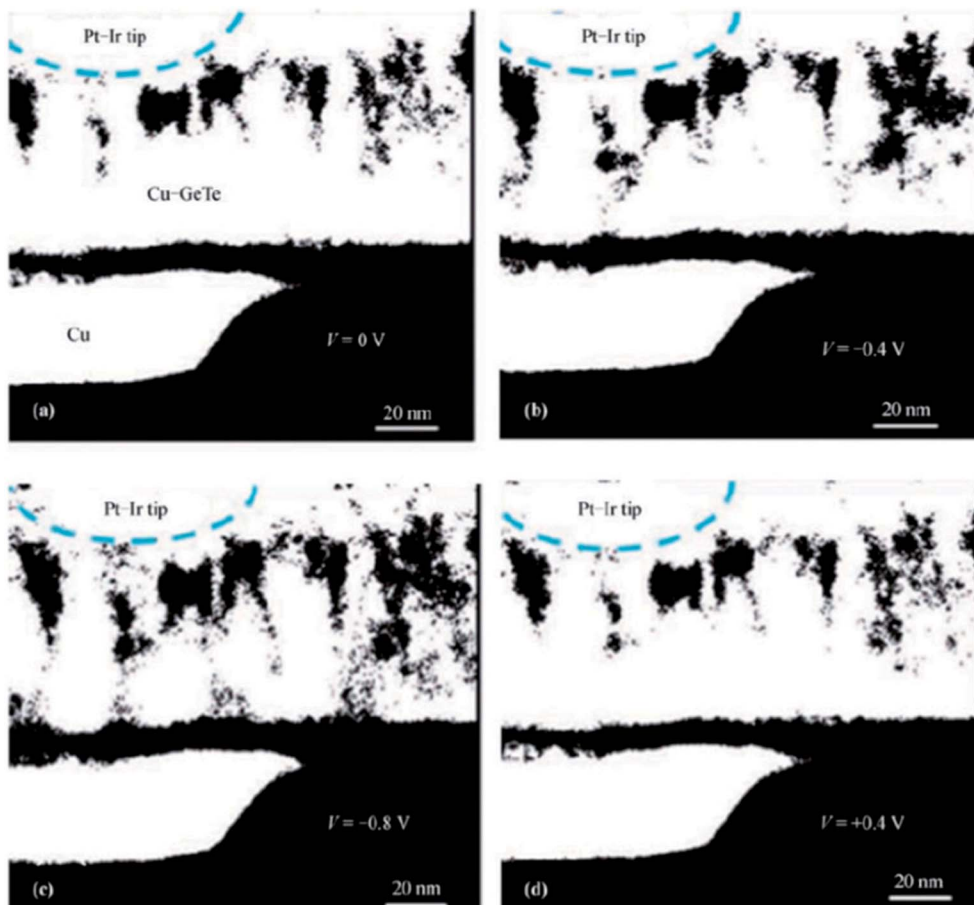 Pt–Ir tip
Cu–GeTe
Cu
V = 0 V
(a)
20 nm
Pt–Ir tip
V = −0.4 V
(b)
20 nm
Pt–Ir tip
V = −0.8 V
(c)
20 nm
Pt–Ir tip
V = +0.4 V
(d)
20 nm